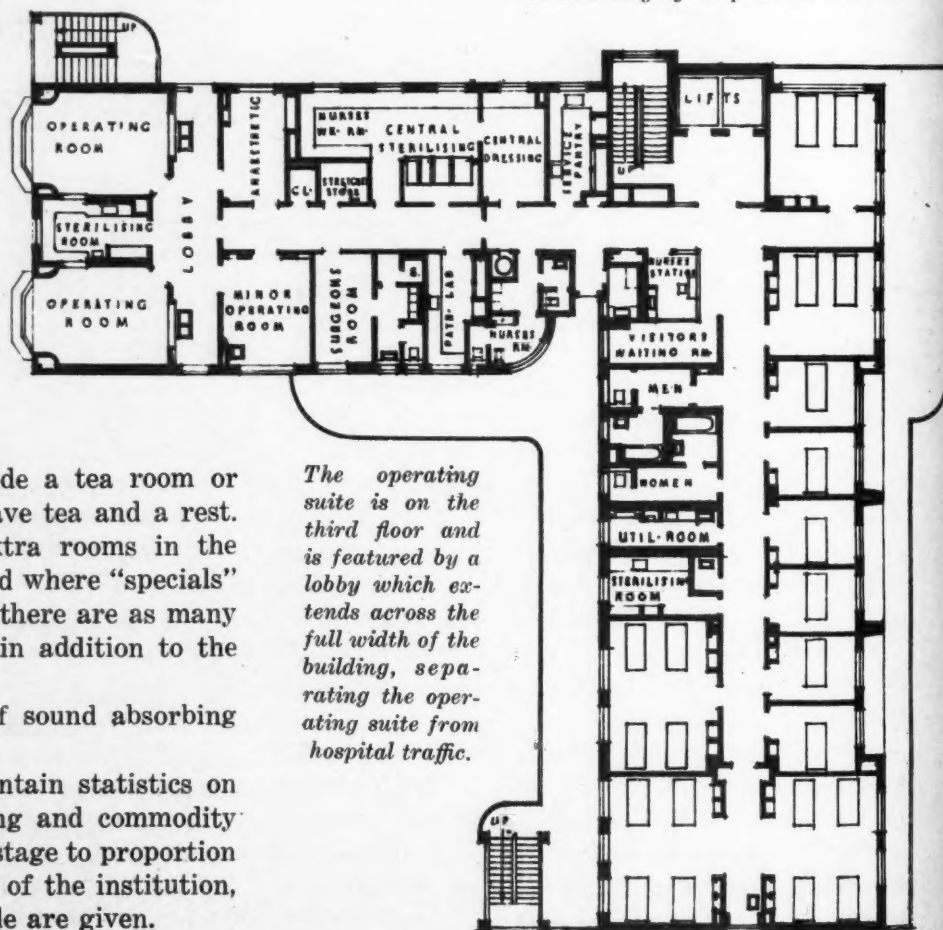 UP
OPERATING
ROOM
STERILISING
ROOM
OPERATING
ROOM
LOBBY
ANAESTHETIC
NURSES
WK. RM.
CENTRAL
STERILISING
CL.
STRETCHER
STORE
CENTRAL
DRESSING
SERVICE
PANTRY
UP
LIFTS
MINOR
OPERATING
ROOM
SURGEONS
ROOM
S.
PATH. LAB
NURSES
RM.
NURSES
STATION
VISITORS
WAITING RM.
MEN
WOMEN
UTIL. ROOM
STERILISIN
ROOM
UP
de a tea room or
ave tea and a rest.
xtra rooms in the
d where “specials”
there are as many
in addition to the
f sound absorbing
ntain statistics on
ng and commodity
stage to proportion
of the institution,
le are given.
The operating
suite is on the
third floor and
is featured by a
lobby which ex-
tends across the
full width of the
building, sepa-
rating the oper-
ating suite from
hospital traffic.